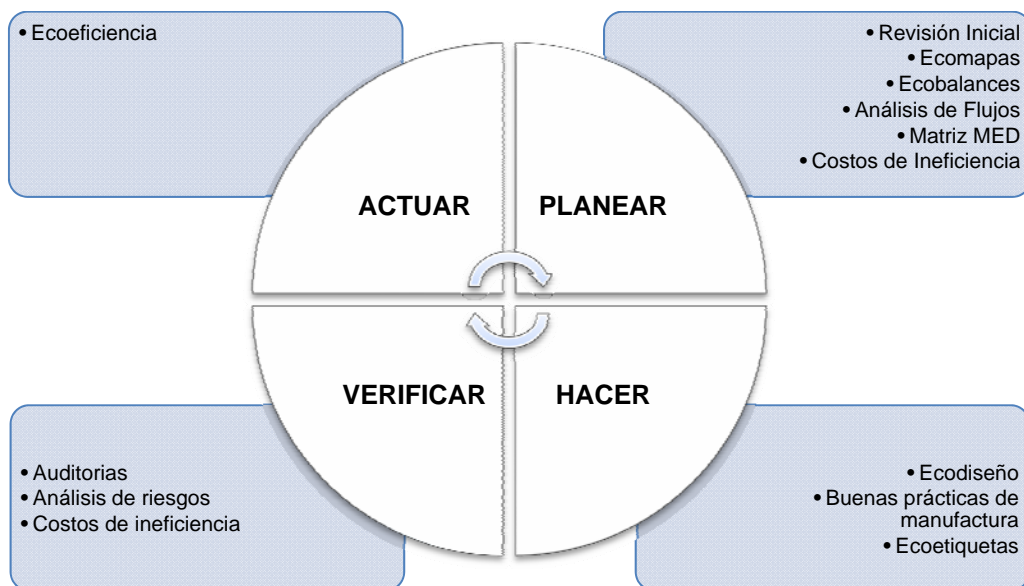 • Ecoeficiencia
• Revisión Inicial
• Ecomapas
• Ecobalances
• Análisis de Flujos
• Matriz MED
• Costos de Ineficiencia
ACTUAR
PLANEAR
VERIFICAR
HACER
• Auditorias
• Análisis de riesgos
• Costos de ineficiencia
• Ecodiseño
• Buenas prácticas de
manufactura
• Ecoetiquetas